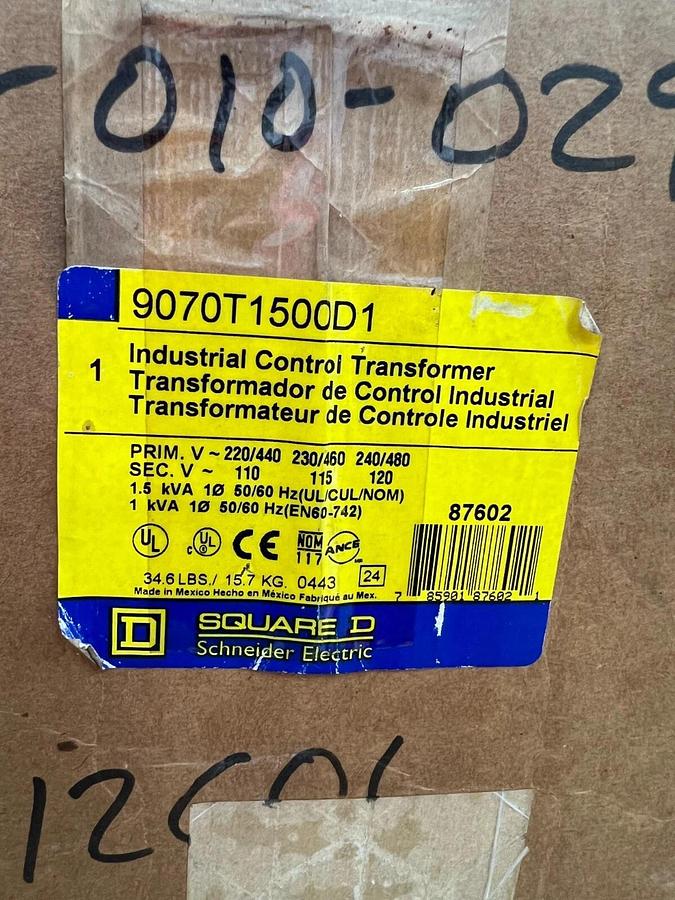 -010-029
9070T1500D1
1
Industrial Control Transformer
Transformador de Control Industrial
Transformateur de Controle Industriel
PRIM. V ~ 220/440 230/460 240/480
SEC. V ~ 110 115 120
1.5 kVA 1Ø 50/60 Hz(UL/CUL/NOM)
1 kVA 1Ø 50/60 Hz(EN60-742)
87602
UL c UL CE NOM 117 ANCE
34.6 LBS./ 15.7 KG. 0443 24
Made in Mexico Hecho en México Fabriqué au Mex.
7 85901 87602 1
D SQUARE D
Schneider Electric